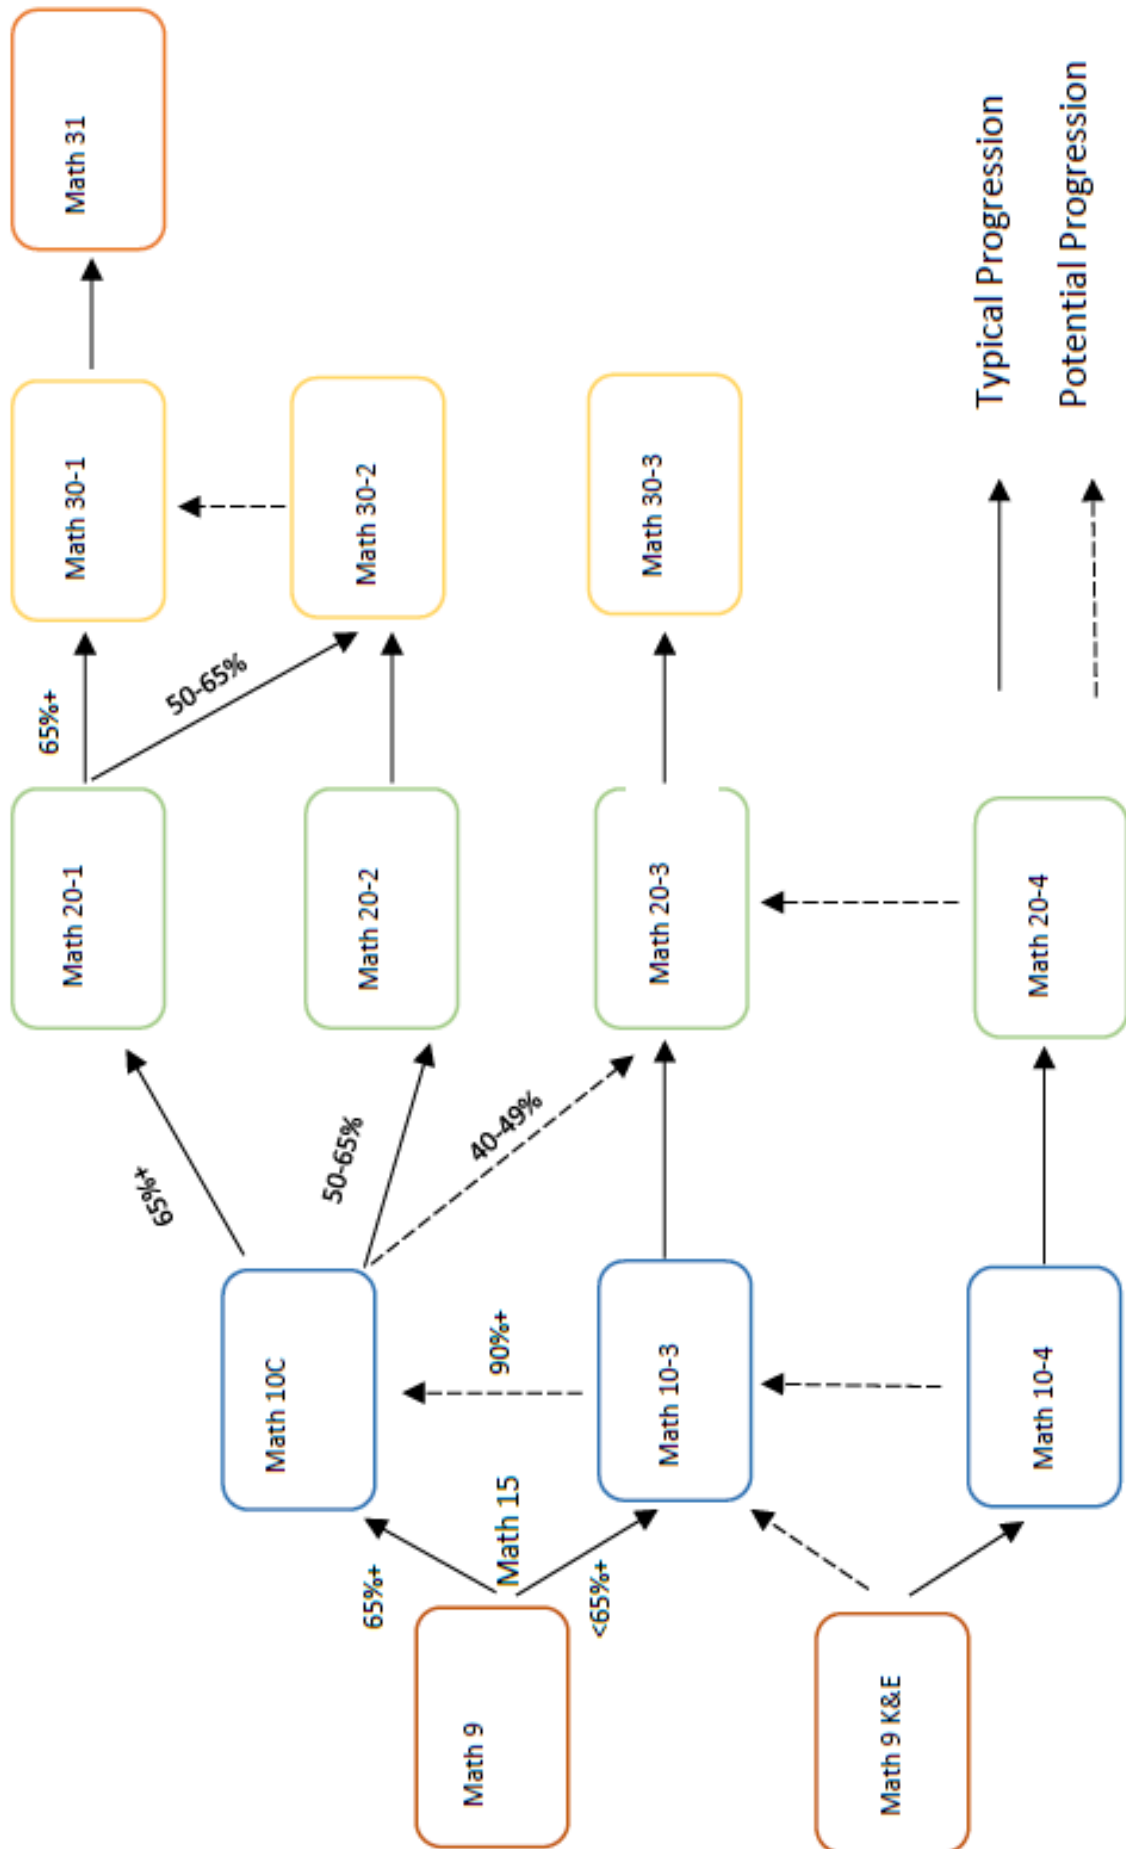 Math 9
Math 9 K&E
65%+
Math 15
<65%+
Math 10C
90%+
Math 10-3
Math 10-4
65%+
50-65%
40-49%
Math 20-1
Math 20-2
Math 20-3
Math 20-4
65%+
50-65%
Math 30-1
Math 30-2
Math 30-3
Math 31
Typical Progression
Potential Progression